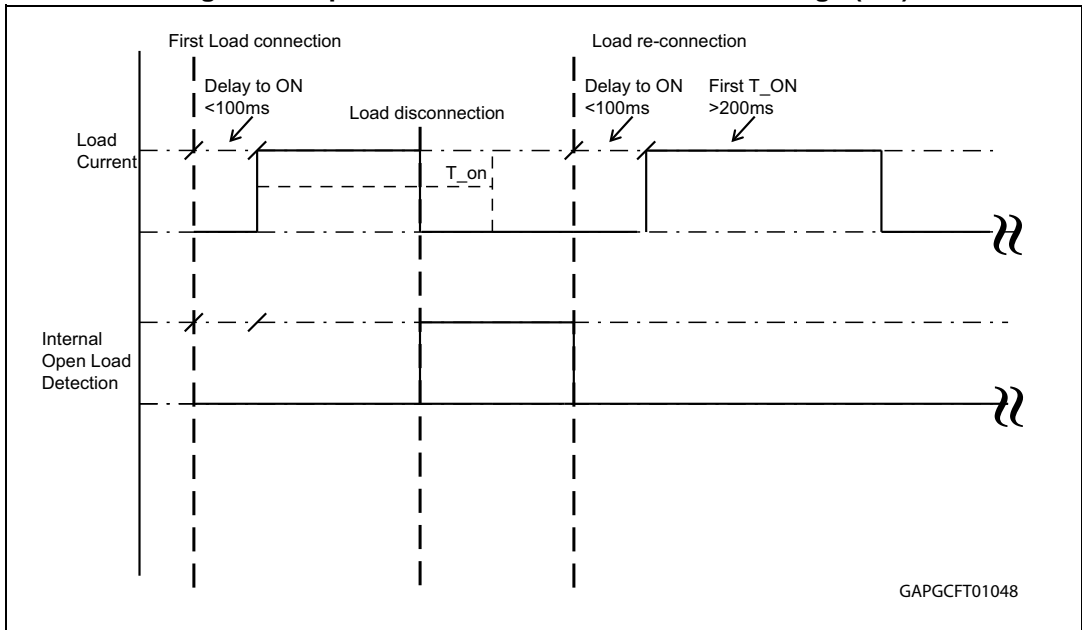 First Load connection
Load re-connection
Delay to ON
<100ms
Load disconnection
Delay to ON
<100ms
First T_ON
>200ms
Load
Current
T_on
Internal
Open Load
Detection
GAPGCFT01048